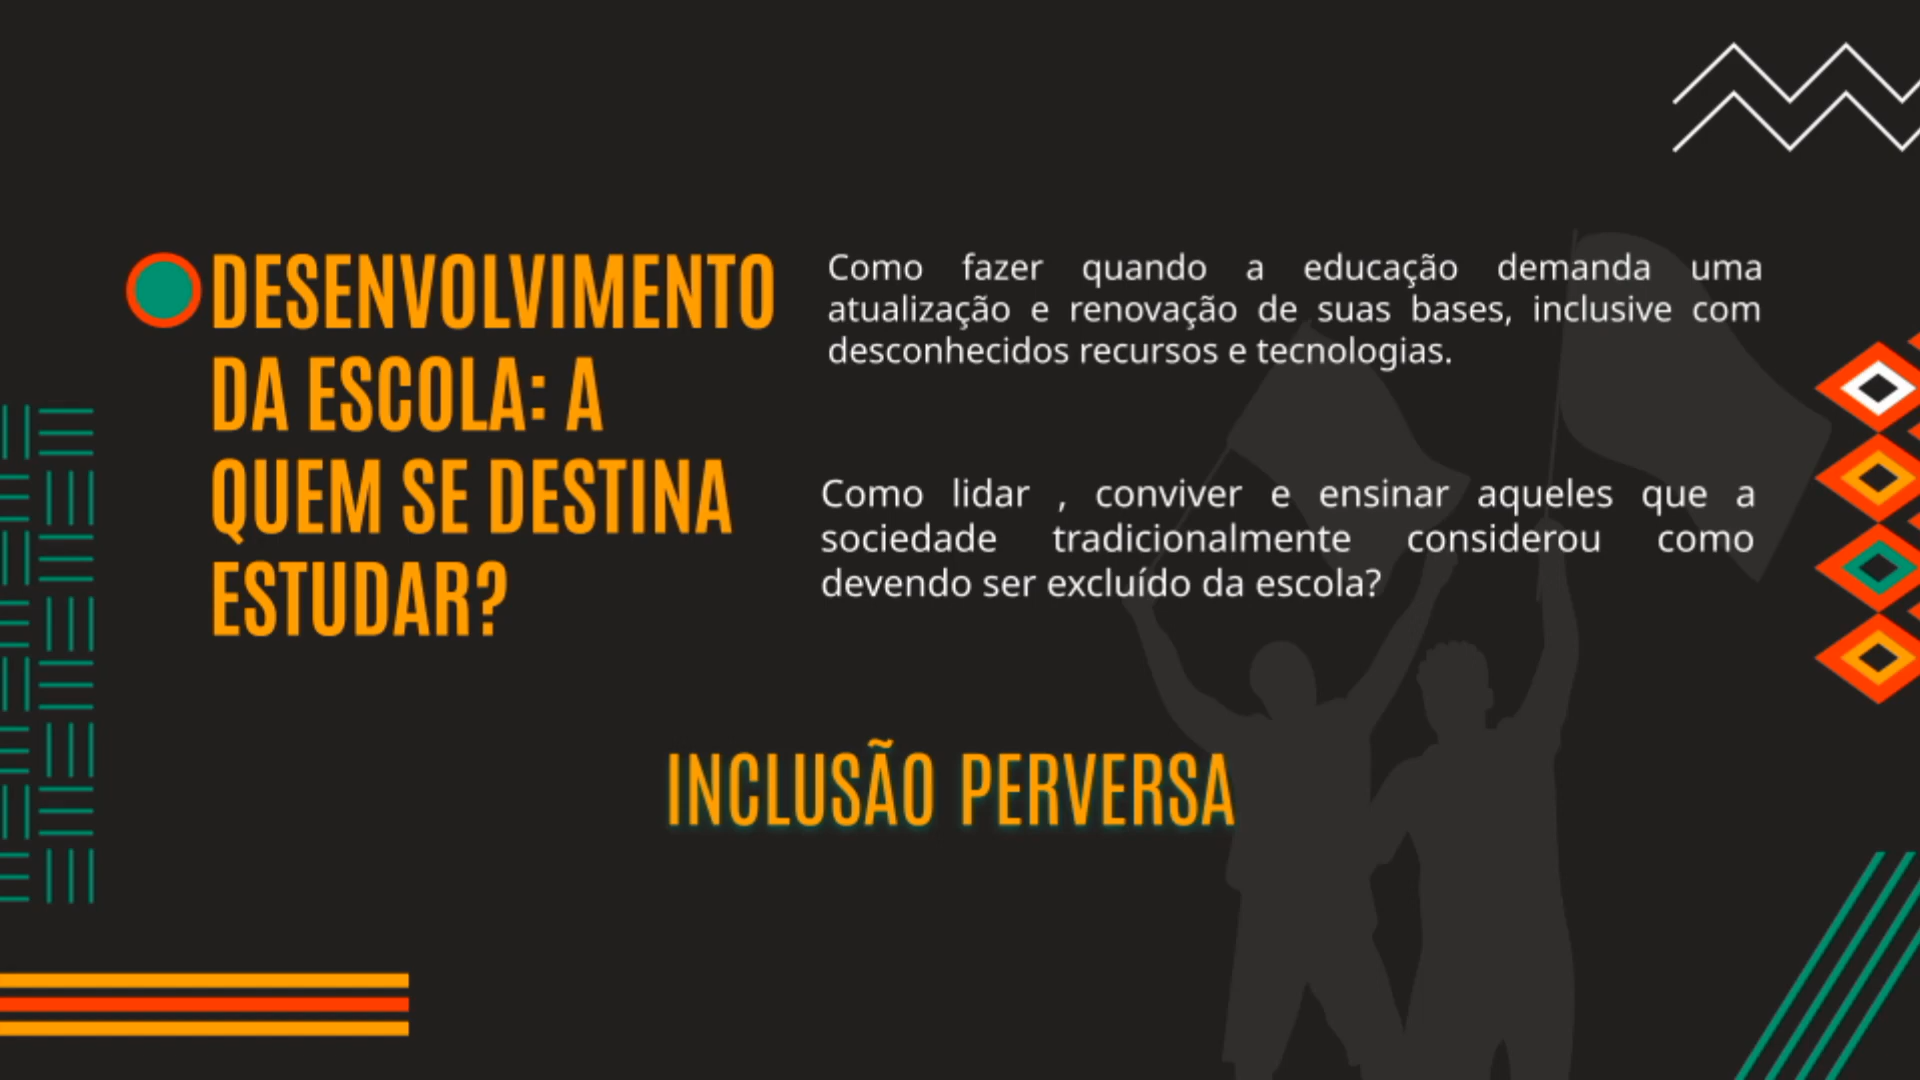 DESENVOLVIMENTO
DA ESCOLA: A
QUEM SE DESTINA
ESTUDAR?
Como fazer quando a educação demanda uma
atualização e renovação de suas bases, inclusive com
desconhecidos recursos e tecnologias.
Como lidar , conviver e ensinar aqueles que a
sociedade tradicionalmente considerou como
devendo ser excluído da escola?
INCLUSÃO PERVERSA